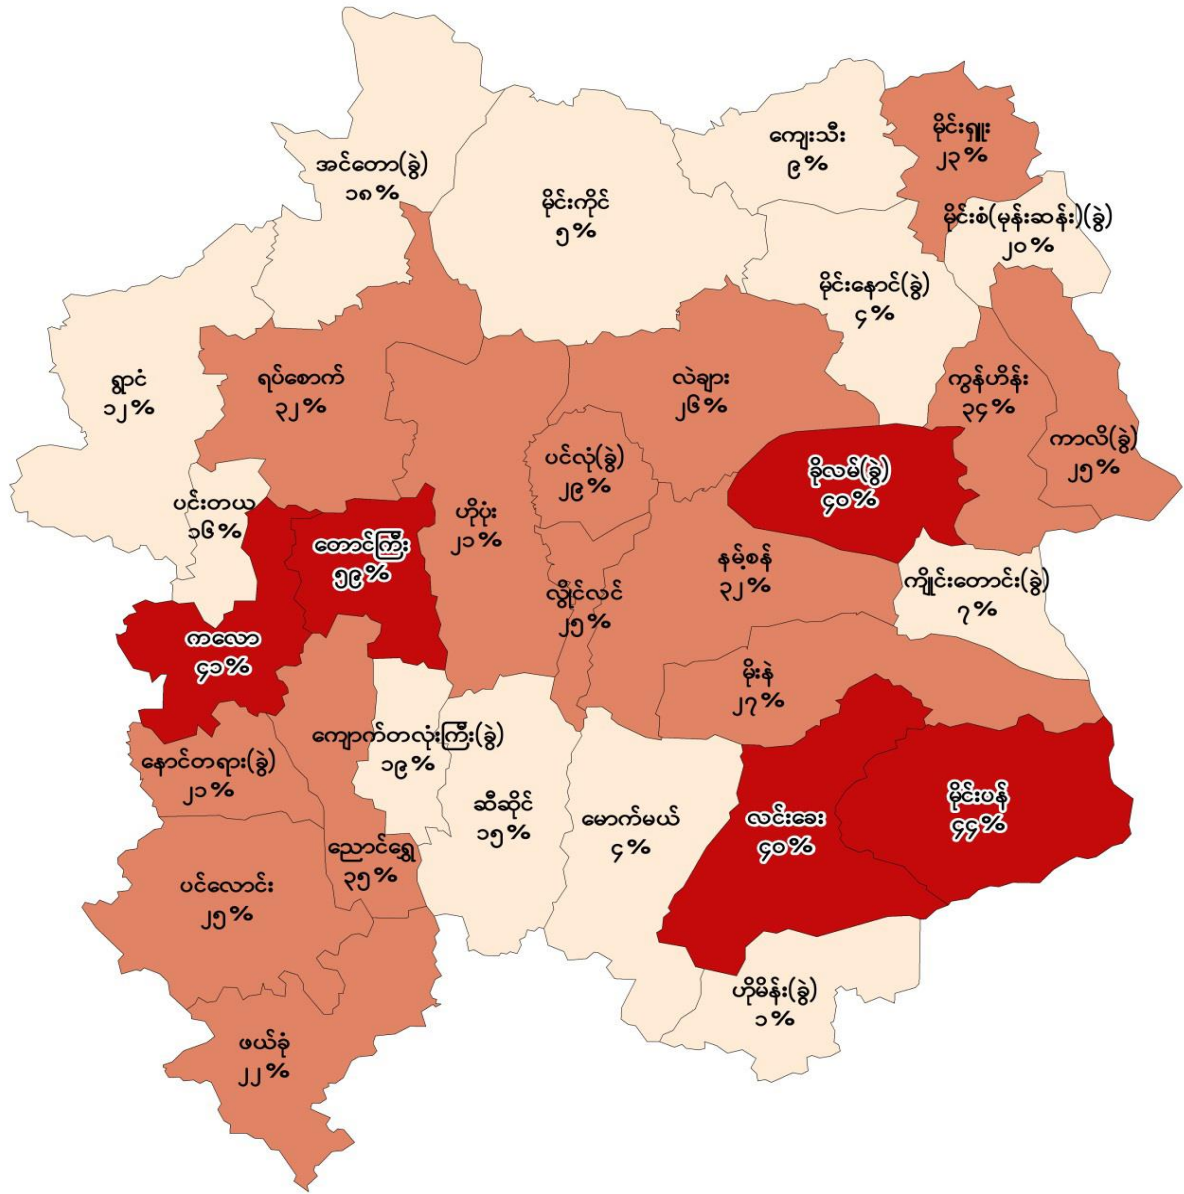 ကျေးသီး
၉%
မိုင်းရှူး
၂၃%
အင်တော(ခွဲ)
၁၈%
မိုင်းကိုင်
၅%
မိုင်းစံ(မုန်းဆန်း)(ခွဲ)
၂၀%
မိုင်းနောင်(ခွဲ)
၄%
ရွာငံ
၁၂%
ရပ်စောက်
၃၂%
လဲချား
၂၆%
ကွန်ဟိန်း
၃၄%
ကာလိ(ခွဲ)
၂၅%
ပင်လုံ(ခွဲ)
၂၉%
ခိုလမ်(ခွဲ)
၄၀%
ပင်းတယ
၁၆%
ဟိုပုံး
၂၁%
တောင်ကြီး
၅၉%
နမ့်စန်
၃၂%
လွိုင်လင်
၂၅%
ကျိုင်းတောင်း(ခွဲ)
၇%
ကလော
၄၁%
မိုးနဲ
၂၇%
ကျောက်တလုံးကြီး(ခွဲ)
၁၉%
နောင်တရား(ခွဲ)
၂၁%
ဆီဆိုင်
၁၅%
မောက်မယ်
၄%
လင်းခေး
၄၀%
မိုင်းပန်
၄၄%
ညောင်ရွှေ
၃၅%
ပင်လောင်း
၂၅%
ဟိုမိန်း(ခွဲ)
၁%
ဖယ်ခုံ
၂၂%